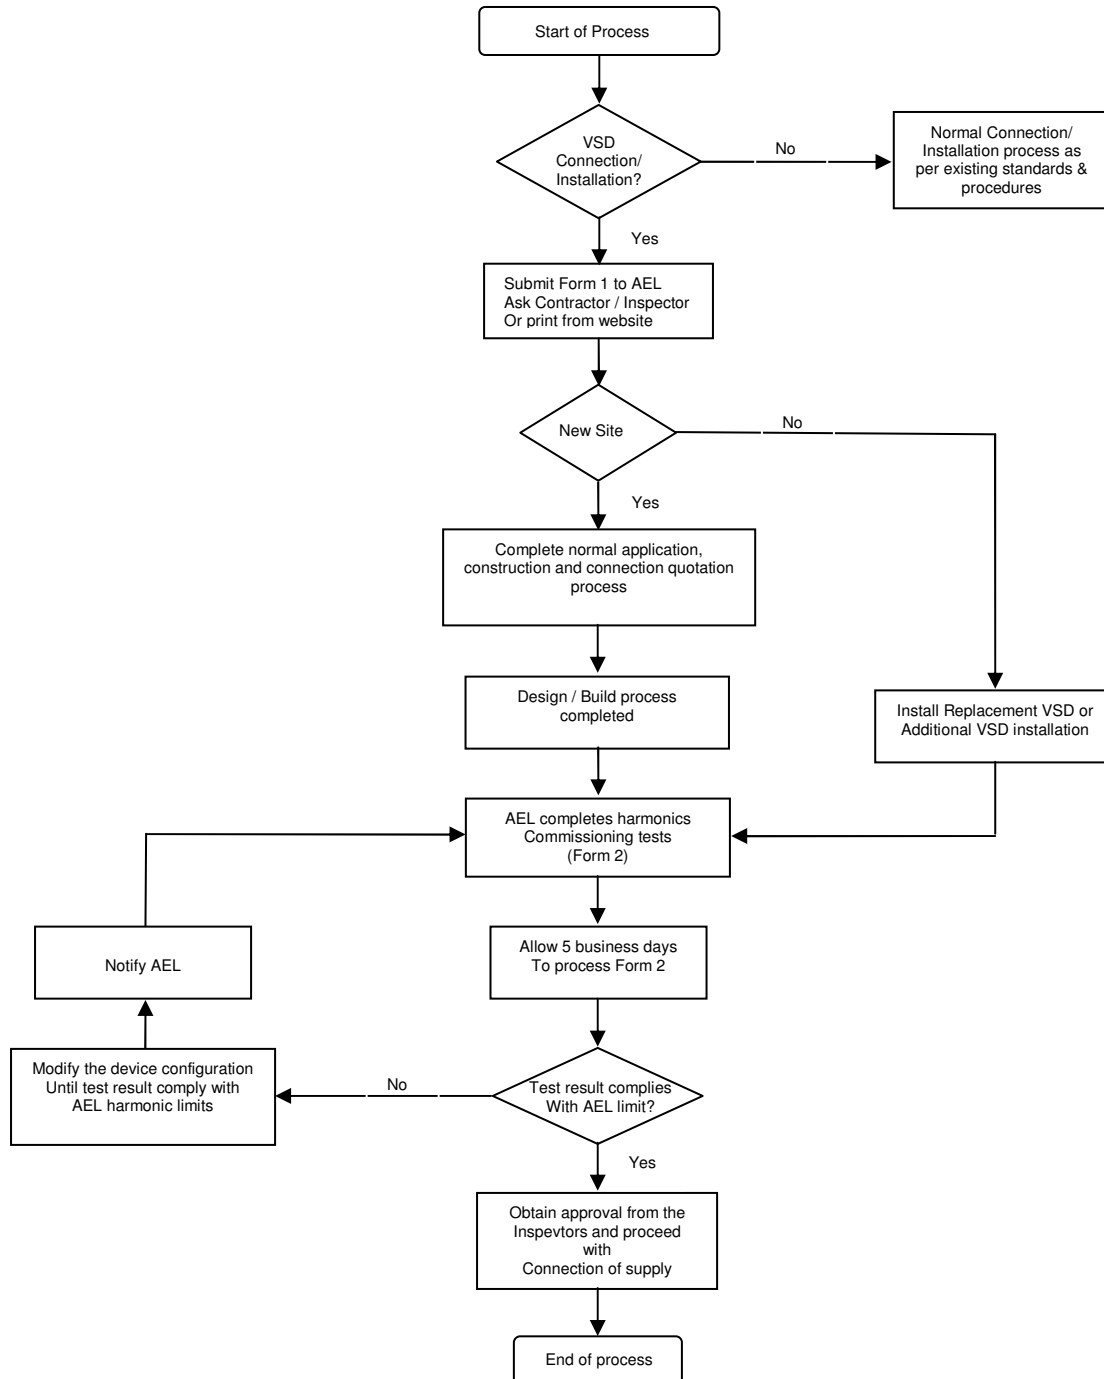 Start of Process
VSD
Connection/
Installation?
No
Normal Connection/
Installation process as
per existing standards &
procedures
Yes
Submit Form 1 to AEL
Ask Contractor / Inspector
Or print from website
New Site
No
Yes
Complete normal application,
construction and connection quotation
process
Design / Build process
completed
Install Replacement VSD or
Additional VSD installation
AEL completes harmonics
Commissioning tests
(Form 2)
Allow 5 business days
To process Form 2
Notify AEL
Modify the device configuration
Until test result comply with
AEL harmonic limits
No
Test result complies
With AEL limit?
Yes
Obtain approval from the
Inspevtors and proceed
with
Connection of supply
End of process